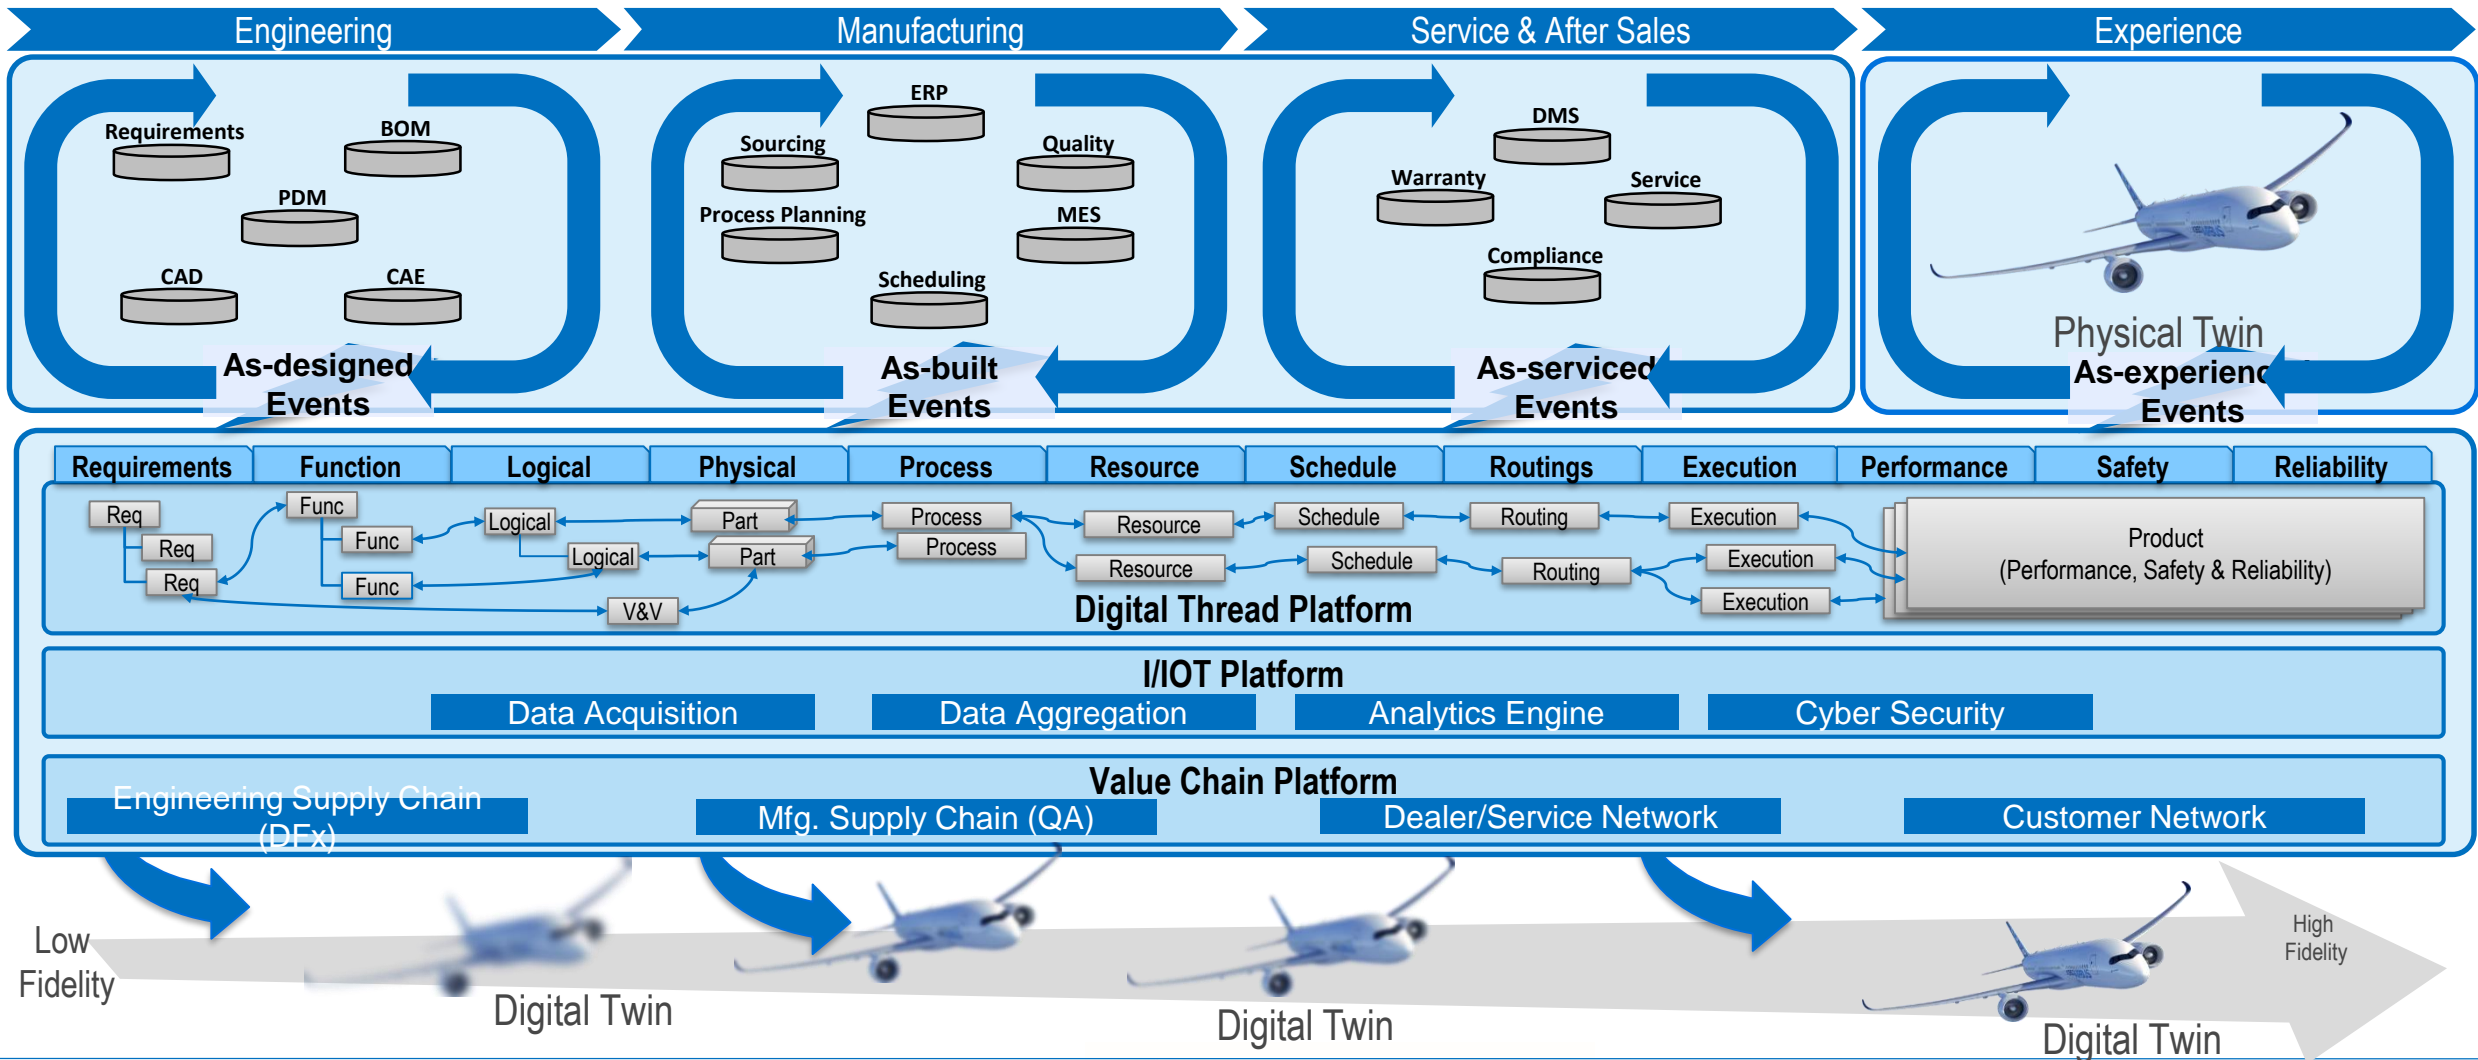 Engineering
Manufacturing
Service & After Sales
Experience
Requirements
BOM
PDM
CAD
CAE
As-designed
Events
ERP
Sourcing
Quality
Process Planning
MES
Scheduling
As-built
Events
DMS
Warranty
Service
Compliance
As-serviced
Events
Physical Twin
As-experienc
Events
Requirements
Function
Logical
Physical
Process
Resource
Schedule
Routings
Execution
Performance
Safety
Reliability
Req
Req
Req
Func
Func
Func
Logical
Logical
Part
Part
V&V
Process
Process
Resource
Resource
Schedule
Schedule
Routing
Routing
Execution
Execution
Execution
Product
(Performance, Safety & Reliability)
Digital Thread Platform
I/IOT Platform
Data Acquisition
Data Aggregation
Analytics Engine
Cyber Security
Value Chain Platform
Engineering Supply Chain
(DFx)
Mfg. Supply Chain (QA)
Dealer/Service Network
Customer Network
Low
Fidelity
Digital Twin
Digital Twin
Digital Twin
High
Fidelity